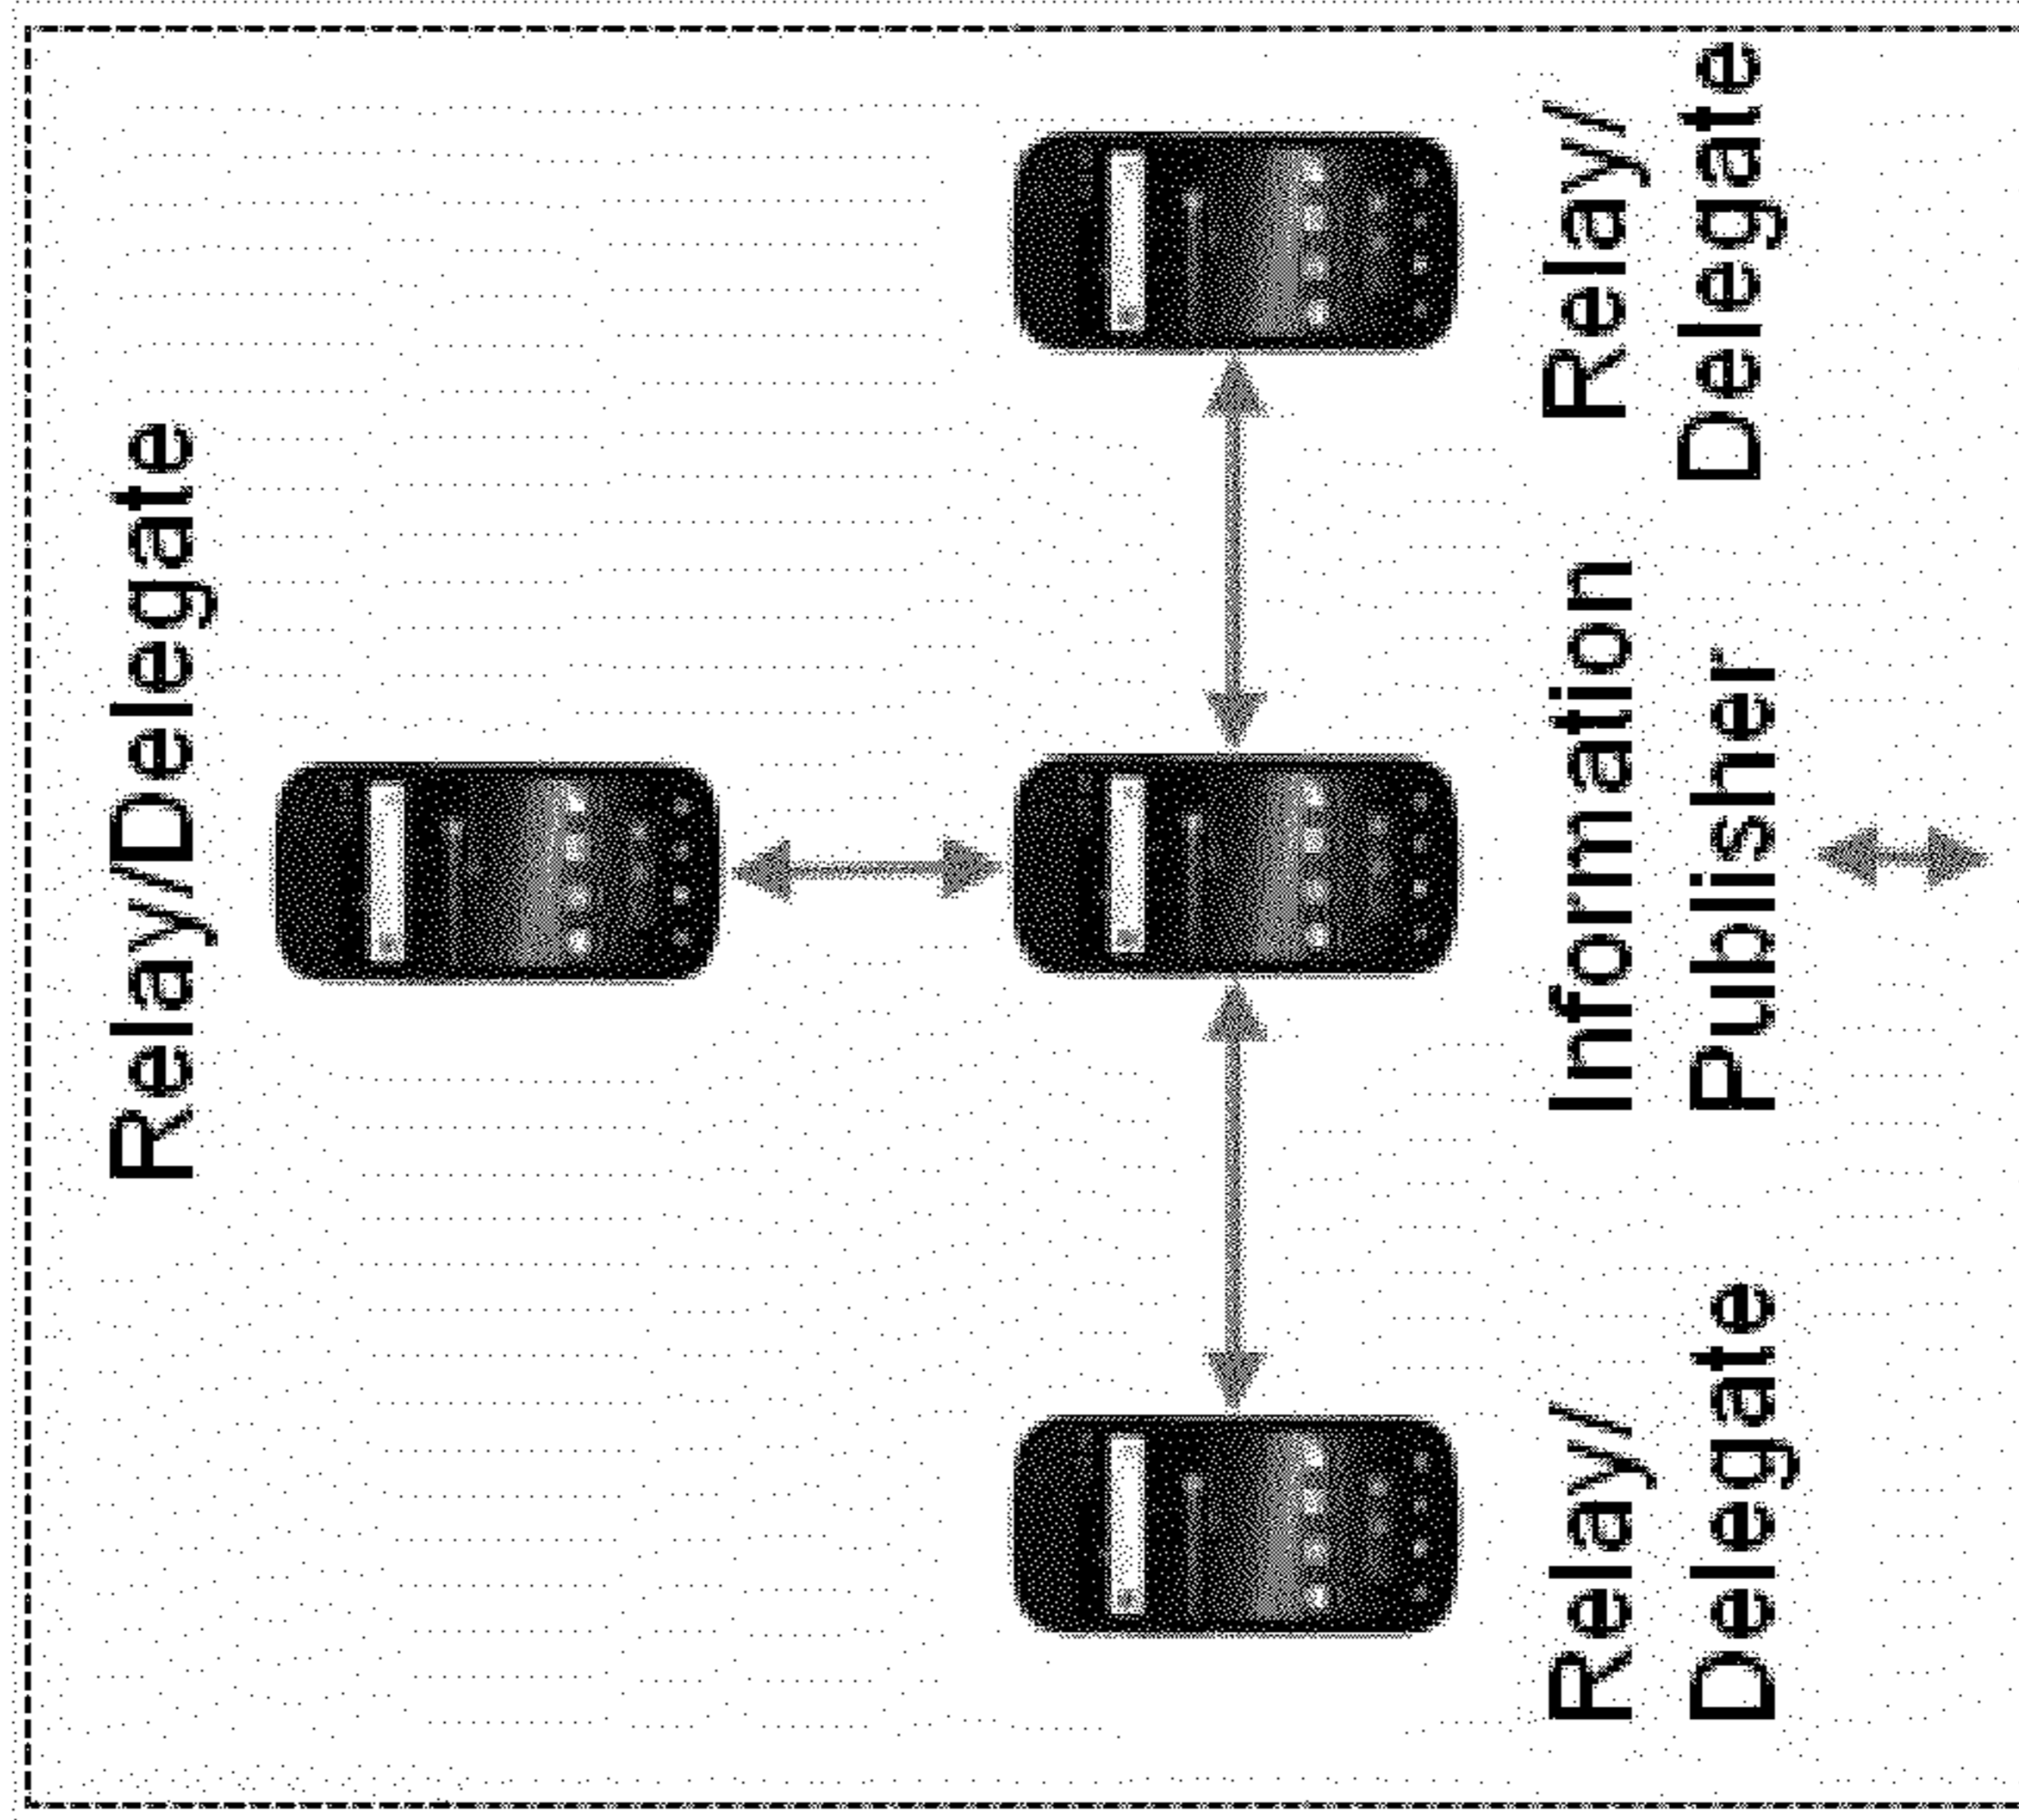 Relay/Delegate
Relay/
Delegate
Information
Publisher
Relay/
Delegate